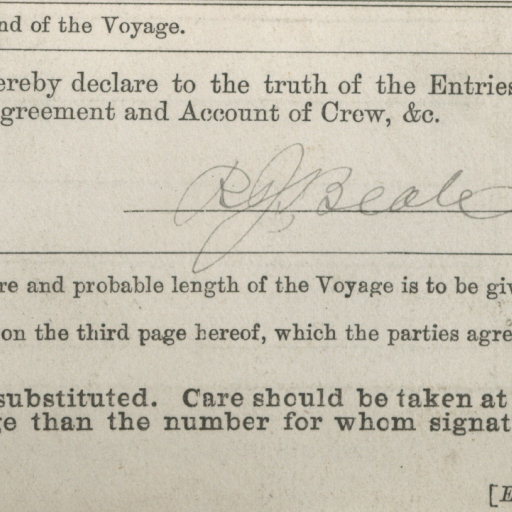 nd of the Voyage.
ereby declare to the truth of the Entries
greement and Account of Crew, &c.
R J Beale
re and probable length of the Voyage is to be giv
on the third page hereof, which the parties agre
substituted. Care should be taken at
ge than the number for whom signat
[E